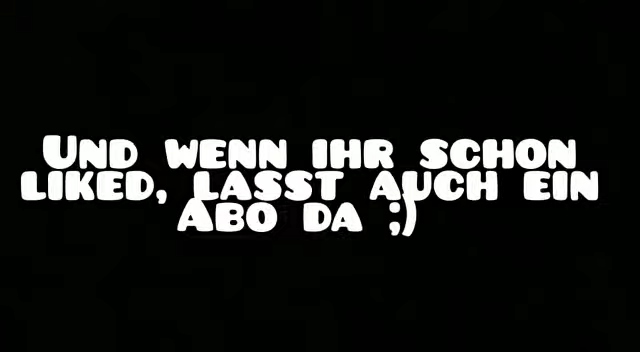 Und wenn ihr schon
liked, lasst auch ein
Abo da ;)